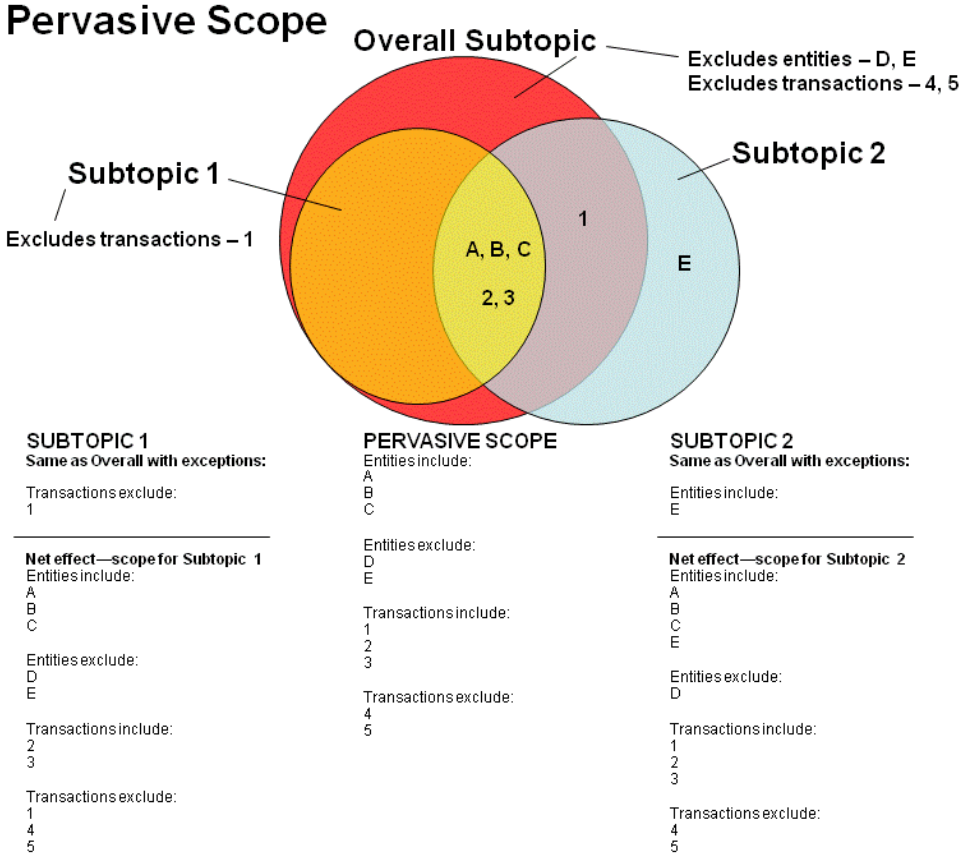 Pervasive Scope
Overall Subtopic
Excludes entities – D, E
Excludes transactions – 4, 5
Subtopic 2
Subtopic 1
Excludes transactions – 1
1
A, B, C
E
2, 3
SUBTOPIC 1
Same as Overall with exceptions:
Transactions exclude:
1
Net effect—scope for Subtopic 1
Entities include:
A
B
C
Entities exclude:
D
E
Transactions include:
2
3
Transactions exclude:
1
4
5
PERVASIVE SCOPE
Entities include:
A
B
C
Entities exclude:
D
E
Transactions include:
1
2
3
Transactions exclude:
4
5
SUBTOPIC 2
Same as Overall with exceptions:
Entities include:
E
Net effect—scope for Subtopic 2
Entities include:
A
B
C
E
Entities exclude:
D
Transactions include:
1
2
3
Transactions exclude:
4
5